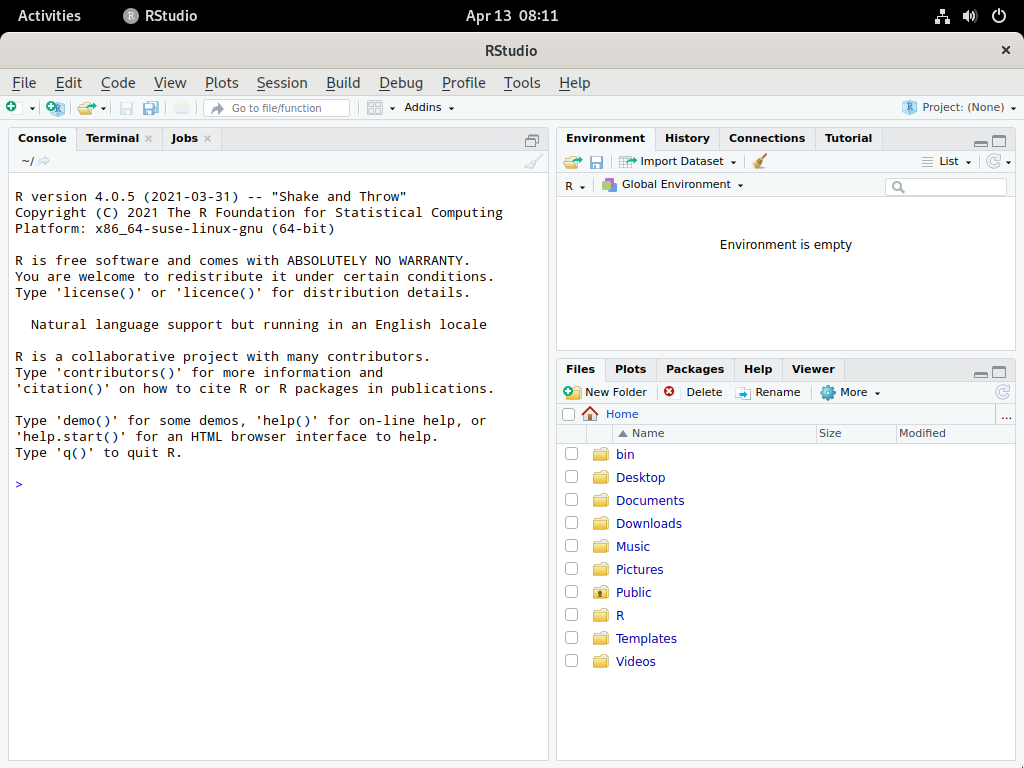 Activities RStudio Apr 13 08:11
RStudio
File Edit Code View Plots Session Build Debug Profile Tools Help
Go to file/function Addins Project: (None)
Console Terminal Jobs
~/
R version 4.0.5 (2021-03-31) -- "Shake and Throw"
Copyright (C) 2021 The R Foundation for Statistical Computing
Platform: x86_64-suse-linux-gnu (64-bit)
R is free software and comes with ABSOLUTELY NO WARRANTY.
You are welcome to redistribute it under certain conditions.
Type 'license()' or 'licence()' for distribution details.
Natural language support but running in an English locale
R is a collaborative project with many contributors.
Type 'contributors()' for more information and
'citation()' on how to cite R or R packages in publications.
Type 'demo()' for some demos, 'help()' for on-line help, or
'help.start()' for an HTML browser interface to help.
Type 'q()' to quit R.
>
Environment History Connections Tutorial
Import Dataset List
R Global Environment
Environment is empty
Files Plots Packages Help Viewer
New Folder Delete Rename More
Home ...
Name Size Modified
bin
Desktop
Documents
Downloads
Music
Pictures
Public
R
Templates
Videos